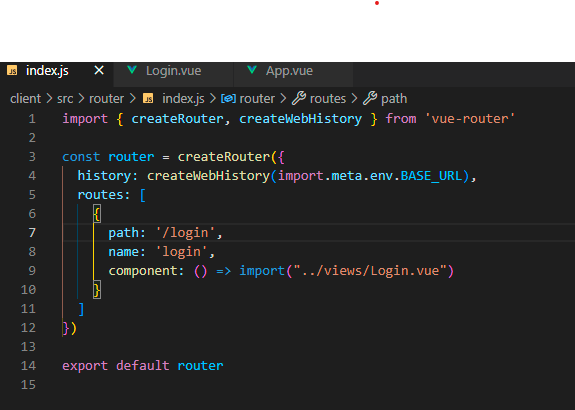 index.js Login.vue App.vue
client > src > router > index.js > router > routes > path
1 import { createRouter, createWebHistory } from 'vue-router'
2
3 const router = createRouter({
4   history: createWebHistory(import.meta.env.BASE_URL),
5   routes: [
6     {
7       path: '/login',
8       name: 'login',
9       component: () => import("../views/Login.vue")
10     }
11   ]
12 })
13
14 export default router
15